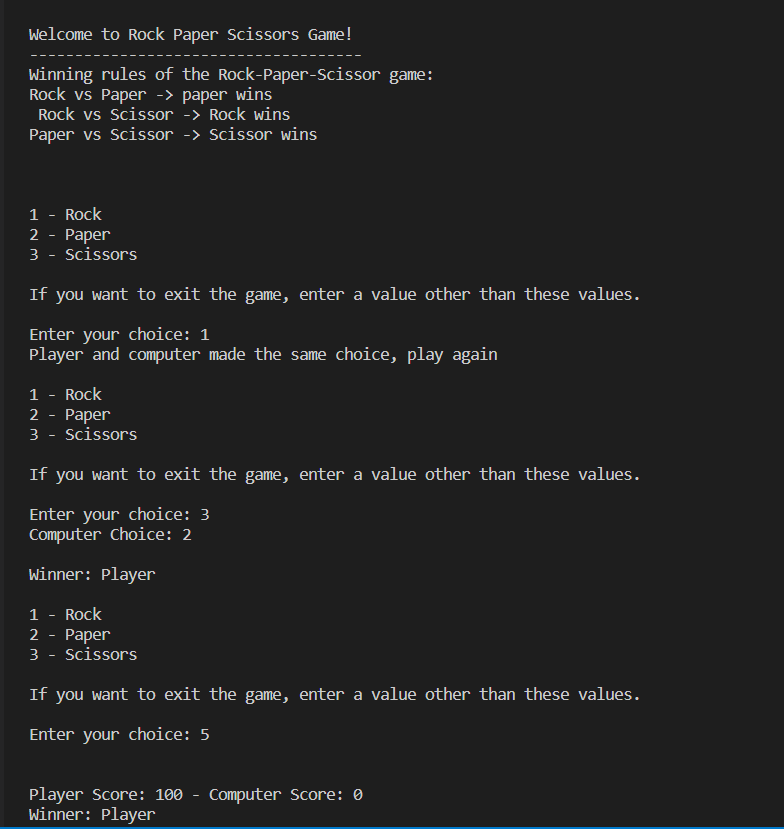 Welcome to Rock Paper Scissors Game!
-------------------------------------
Winning rules of the Rock-Paper-Scissor game:
Rock vs Paper -> paper wins
 Rock vs Scissor -> Rock wins
Paper vs Scissor -> Scissor wins
1 - Rock
2 - Paper
3 - Scissors
If you want to exit the game, enter a value other than these values.
Enter your choice: 1
Player and computer made the same choice, play again
1 - Rock
2 - Paper
3 - Scissors
If you want to exit the game, enter a value other than these values.
Enter your choice: 3
Computer Choice: 2
Winner: Player
1 - Rock
2 - Paper
3 - Scissors
If you want to exit the game, enter a value other than these values.
Enter your choice: 5
Player Score: 100 - Computer Score: 0
Winner: Player